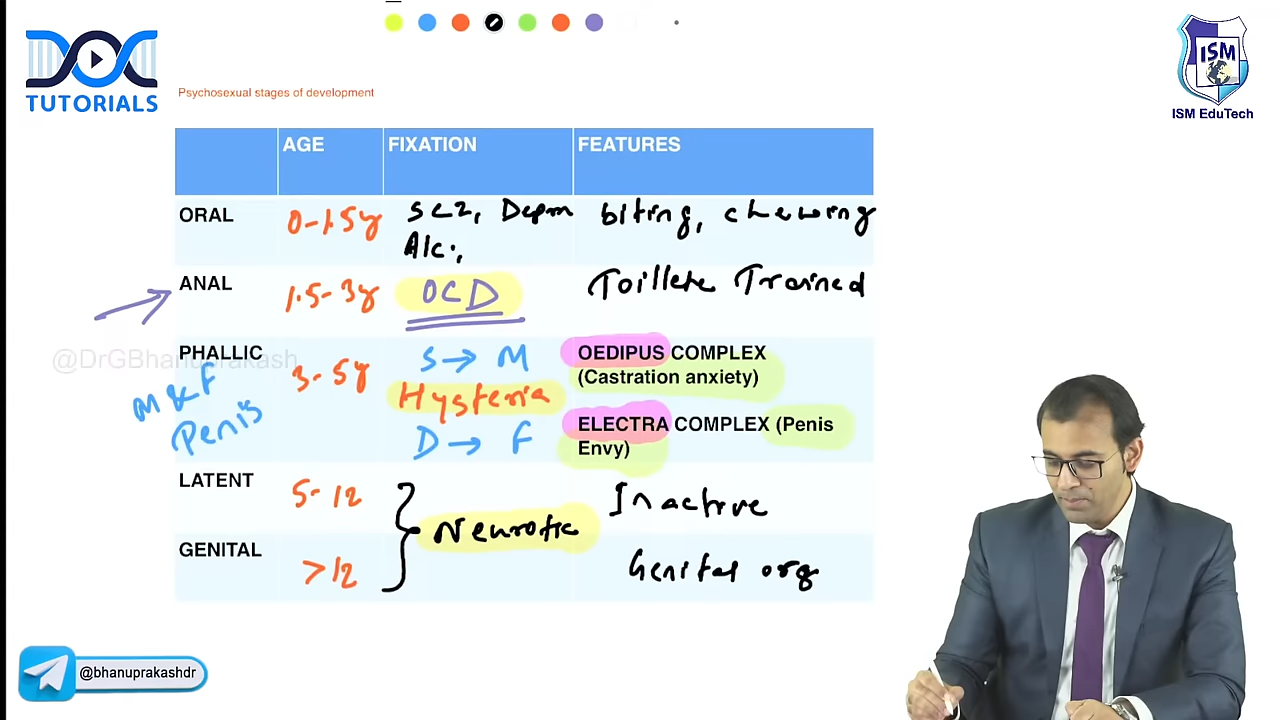 TUTORIALS
ISM
ISM EduTech
Psychosexual stages of development
AGE FIXATION FEATURES
ORAL 0-1.5y scz, Depn biting, chewing
Alc.,
ANAL 1.5-3y OCD Toillete Trained
@DrGBhanuprakash
PHALLIC 3-5y S → M OEDIPUS COMPLEX
(Castration anxiety)
M & F
Penis
Hysteria
D → F ELECTRA COMPLEX (Penis
Envy)
LATENT 5-12 Inactive
Neurotic
GENITAL >12 Genital org
@bhanuprakashdr